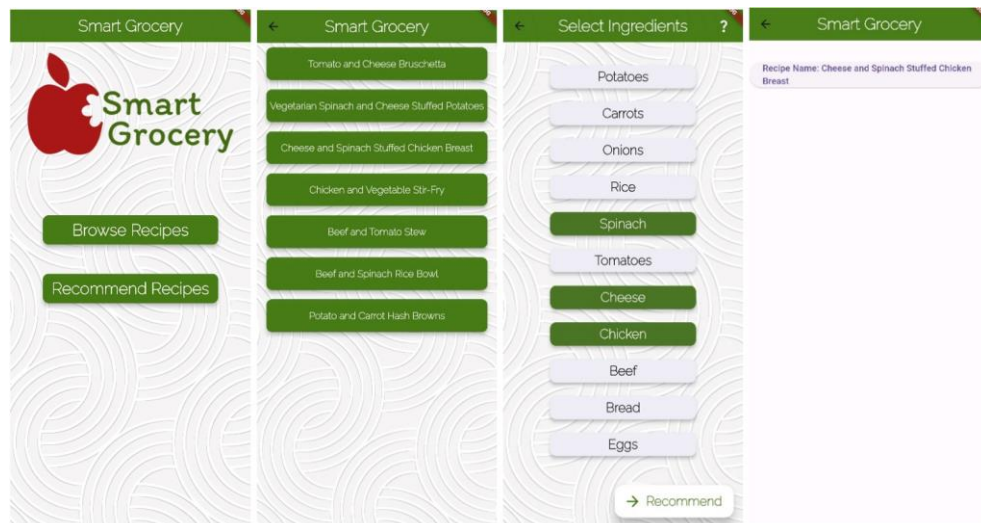 Smart Grocery
Smart
Grocery
Browse Recipes
Recommend Recipes
Smart Grocery
Tomato and Cheese Bruschetta
Vegetarian Spinach and Cheese Stuffed Potatoes
Cheese and Spinach Stuffed Chicken Breast
Chicken and Vegetable Stir-Fry
Beef and Tomato Stew
Beef and Spinach Rice Bowl
Potato and Carrot Hash Browns
Select Ingredients ?
Potatoes
Carrots
Onions
Rice
Spinach
Tomatoes
Cheese
Chicken
Beef
Bread
Eggs
→ Recommend
Smart Grocery
Recipe Name: Cheese and Spinach Stuffed Chicken
Breast